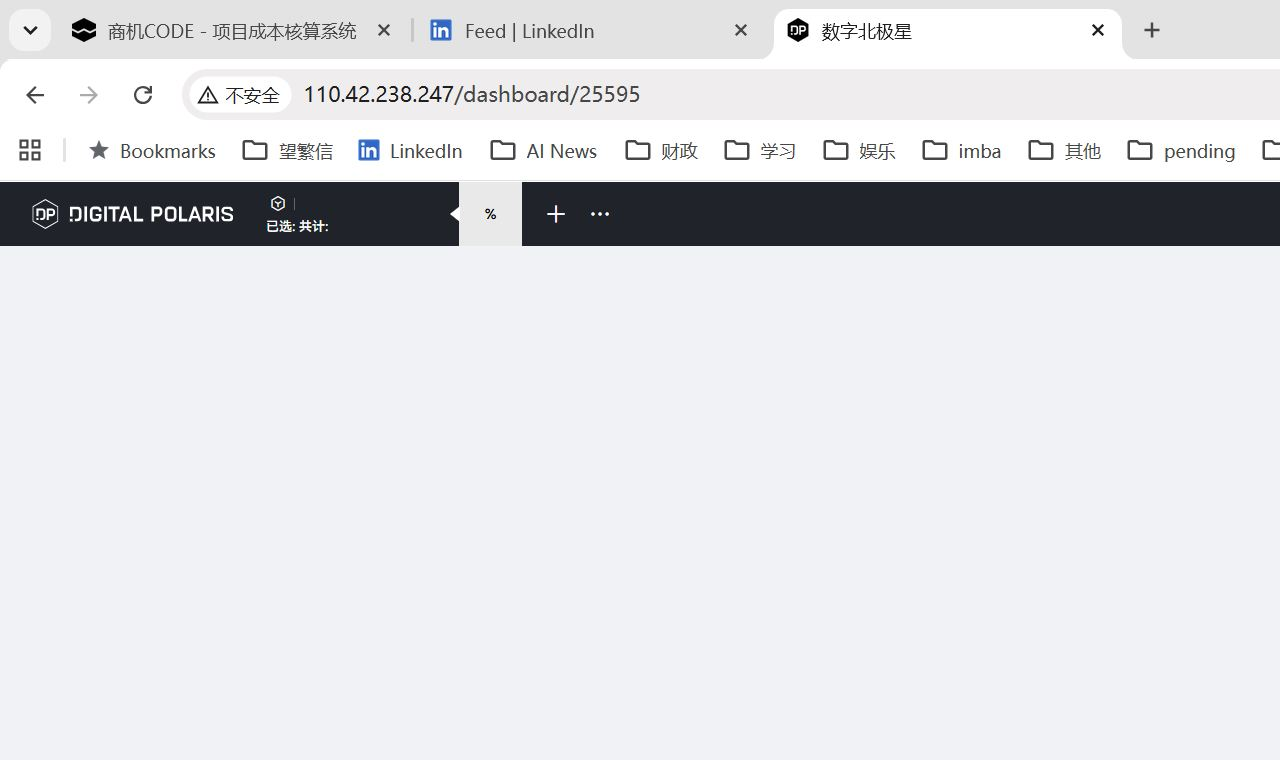 商机CODE - 项目成本核算系统
Feed | LinkedIn
数字北极星
不安全
110.42.238.247/dashboard/25595
Bookmarks
望繁信
LinkedIn
AI News
财政
学习
娱乐
imba
其他
pending
DIGITAL POLARIS
已选: 共计:
%